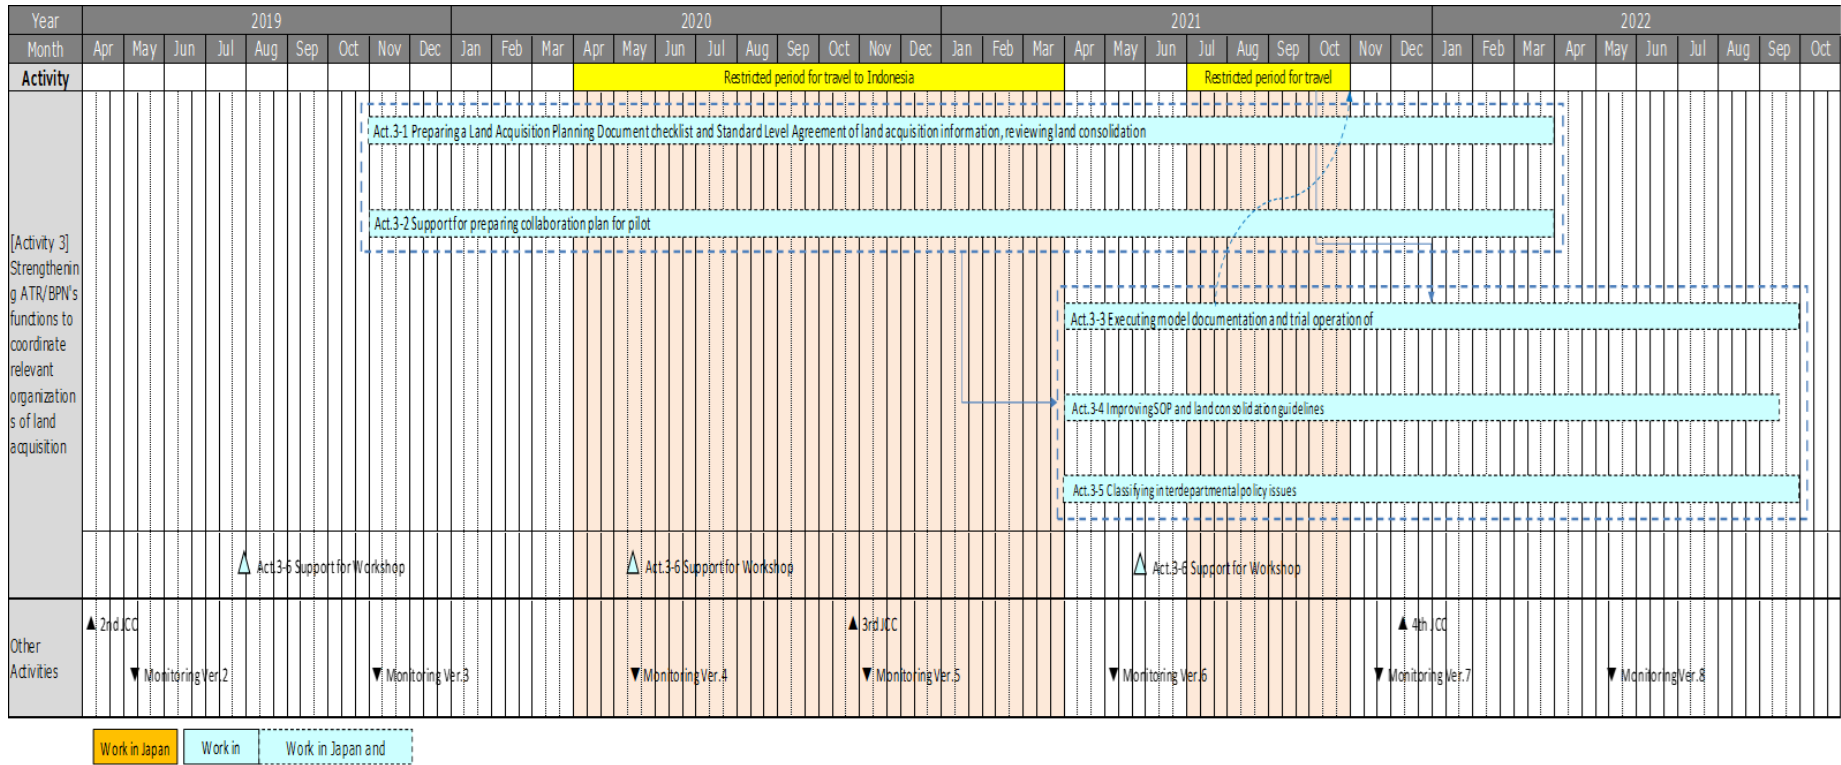 Year 2019 2020 2021 2022
Month Apr May Jun Jul Aug Sep Oct Nov Dec Jan Feb Mar Apr May Jun Jul Aug Sep Oct Nov Dec Jan Feb Mar Apr May Jun Jul Aug Sep Oct Nov Dec Jan Feb Mar Apr May Jun Jul Aug Sep Oct
Activity Restricted period for travel to Indonesia Restricted period for travel
Act.3-1 Preparing a Land Acquisition Planning Document checklist and Standard Level Agreement of land acquisition information, reviewing land consolidation
Act.3-2 Support for preparing collaboration plan for pilot
[Activity 3]
Strengthenin
g ATR/BPN's
functions to
coordinate
relevant
organization
s of land
acquisition
Act.3-3 Executing model documentation and trial operation of
Act.3-4 Improving SOP and land consolidation guidelines
Act.3-5 Classifying interdepartmental policy issues
Act.3-6 Support for Workshop Act.3-6 Support for Workshop Act.3-6 Support for Workshop
Other
Activities
2nd JCC 3rd JCC 4th JCC
Monitoring Ver.2 Monitoring Ver.3 Monitoring Ver.4 Monitoring Ver.5 Monitoring Ver.6 Monitoring Ver.7 Monitoring Ver.8
Work in Japan Work in Work in Japan and